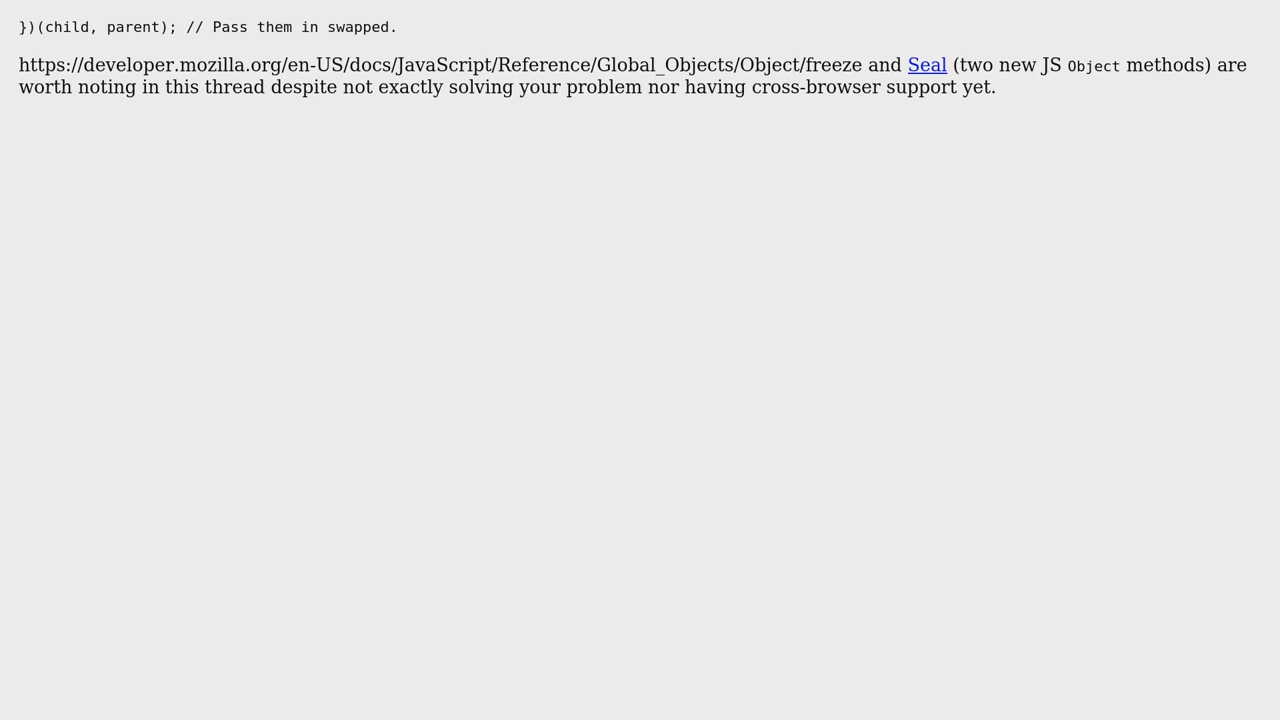 })(child, parent); // Pass them in swapped.
https://developer.mozilla.org/en-US/docs/JavaScript/Reference/Global_Objects/Object/freeze and Seal (two new JS Object methods) are
worth noting in this thread despite not exactly solving your problem nor having cross-browser support yet.